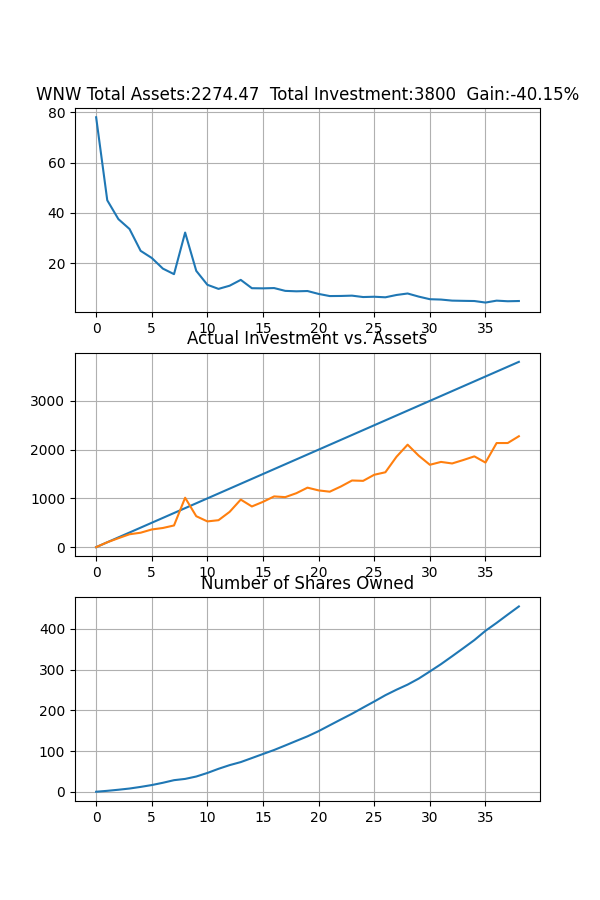 WNW Total Assets:2274.47  Total Investment:3800  Gain:-40.15%
80
60
40
20
0 5 10 15 20 25 30 35
Actual Investment vs. Assets
3000
2000
1000
0
0 5 10 15 20 25 30 35
Number of Shares Owned
400
300
200
100
0
0 5 10 15 20 25 30 35